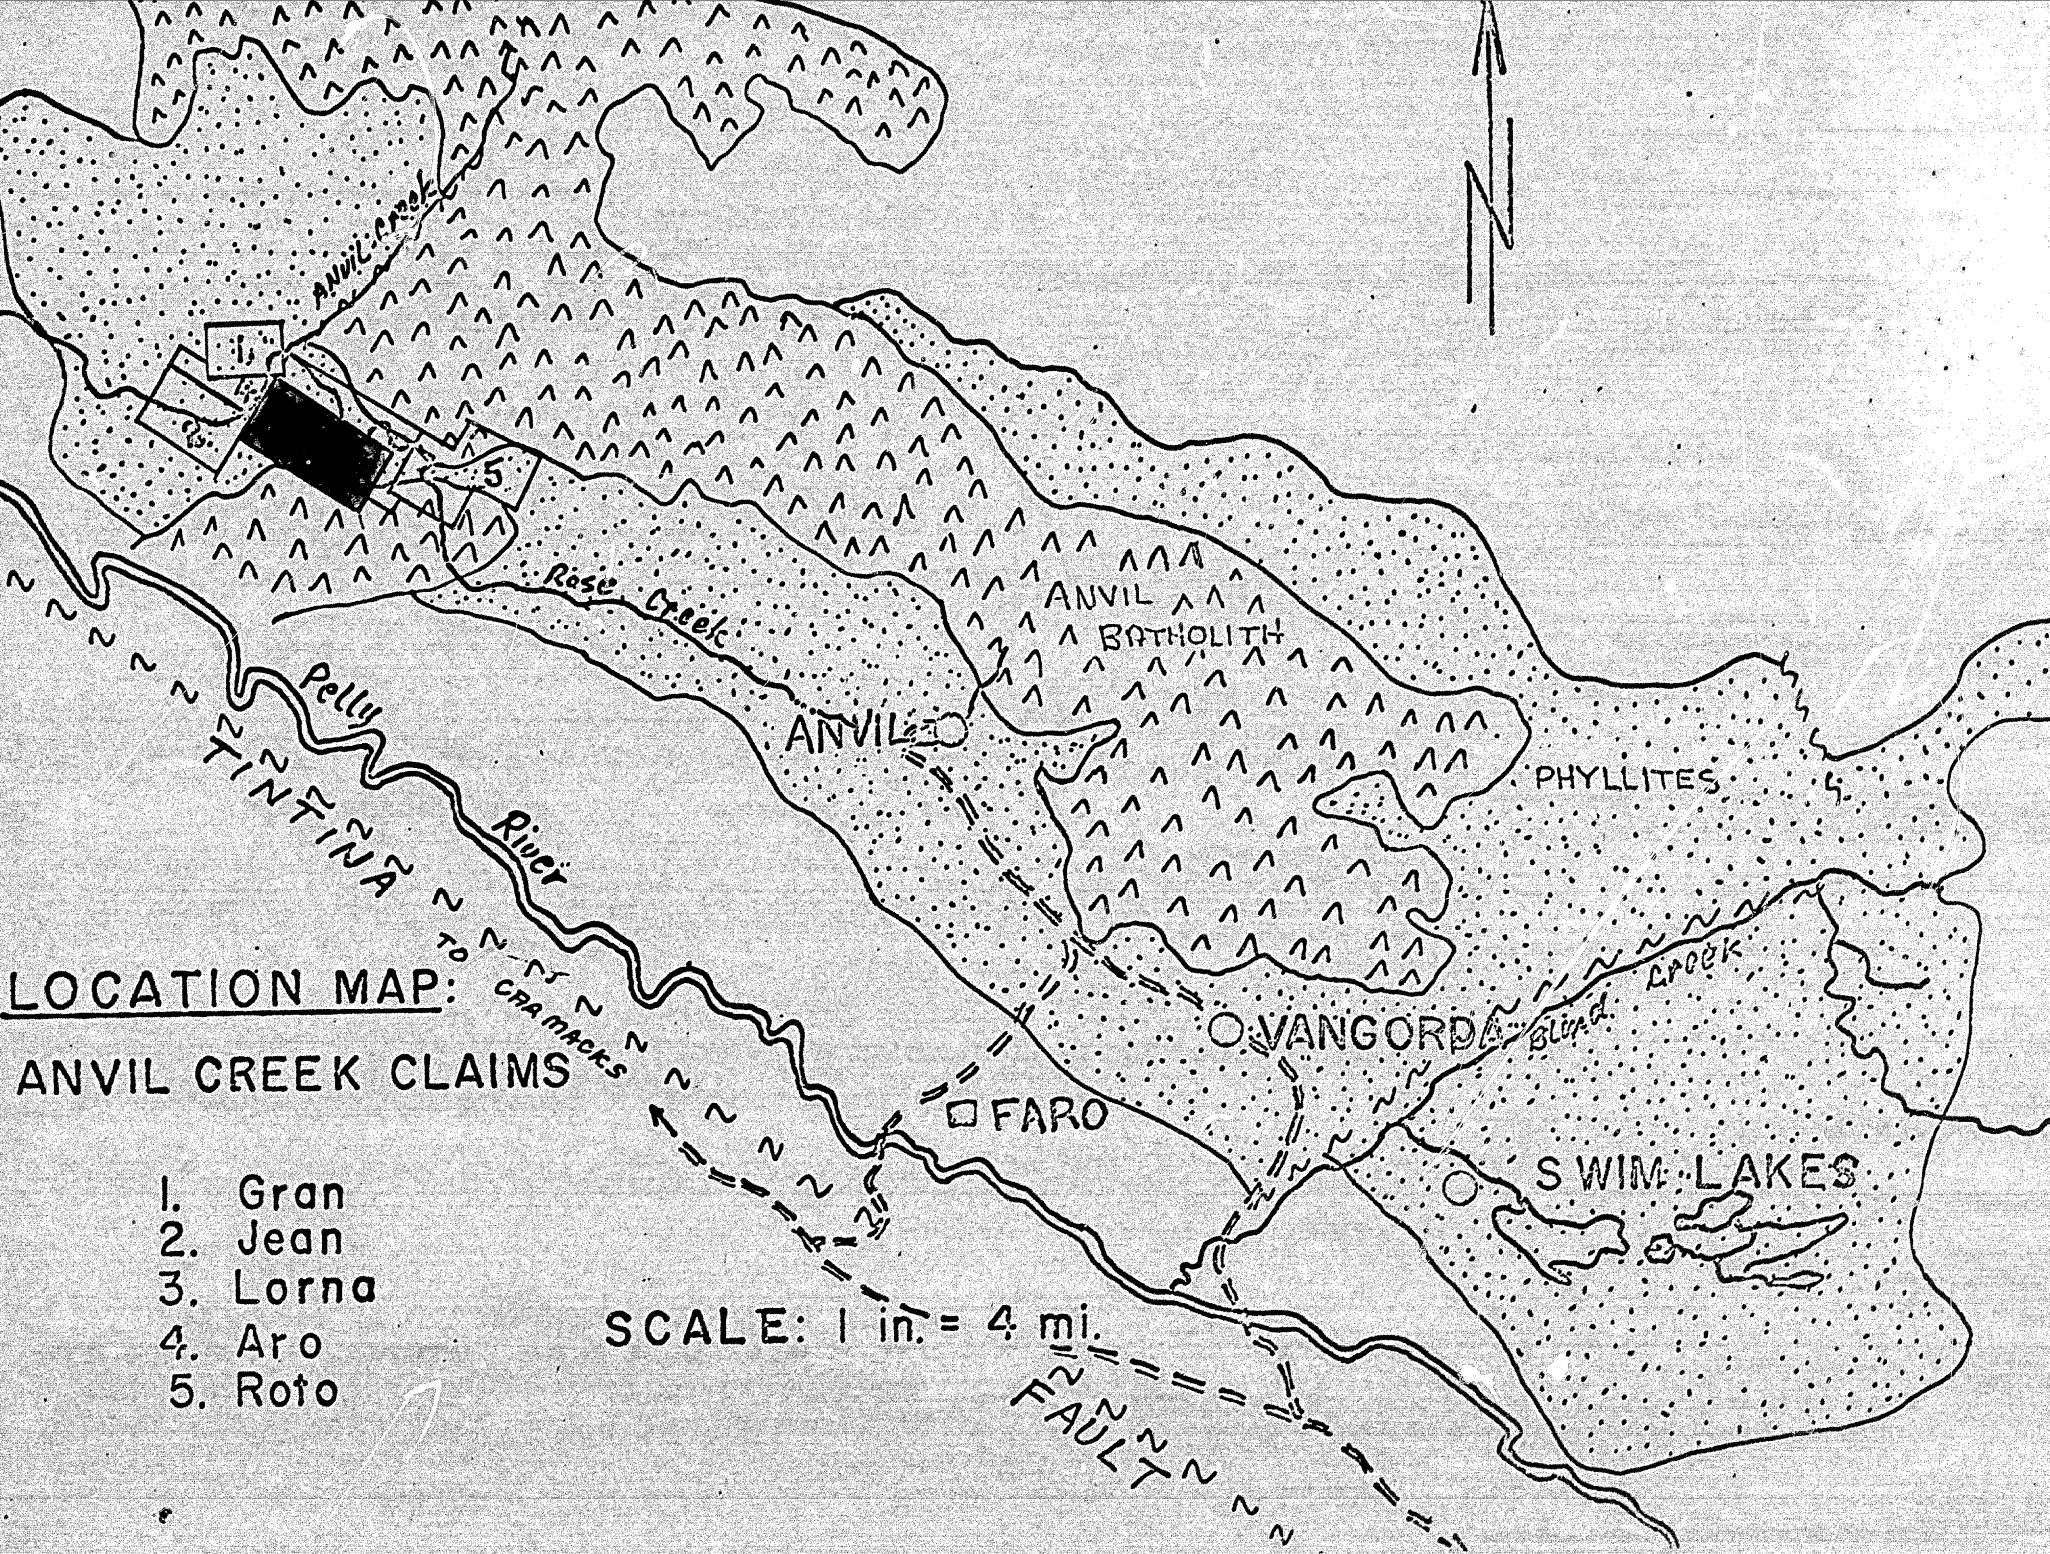 N
ANVIL Creek
1.
5
Rose Creek
ANVIL
BATHOLITH
Pelly River
ANVIL
PHYLLITES
TINTINA
TO CRAMACKS
Creek
VANGORDA
FARO
SWIM LAKES
LOCATION MAP:
ANVIL CREEK CLAIMS
1. Gran
2. Jean
3. Lorna
4. Aro
5. Roto
SCALE: 1 in. = 4 mi.
FAULT